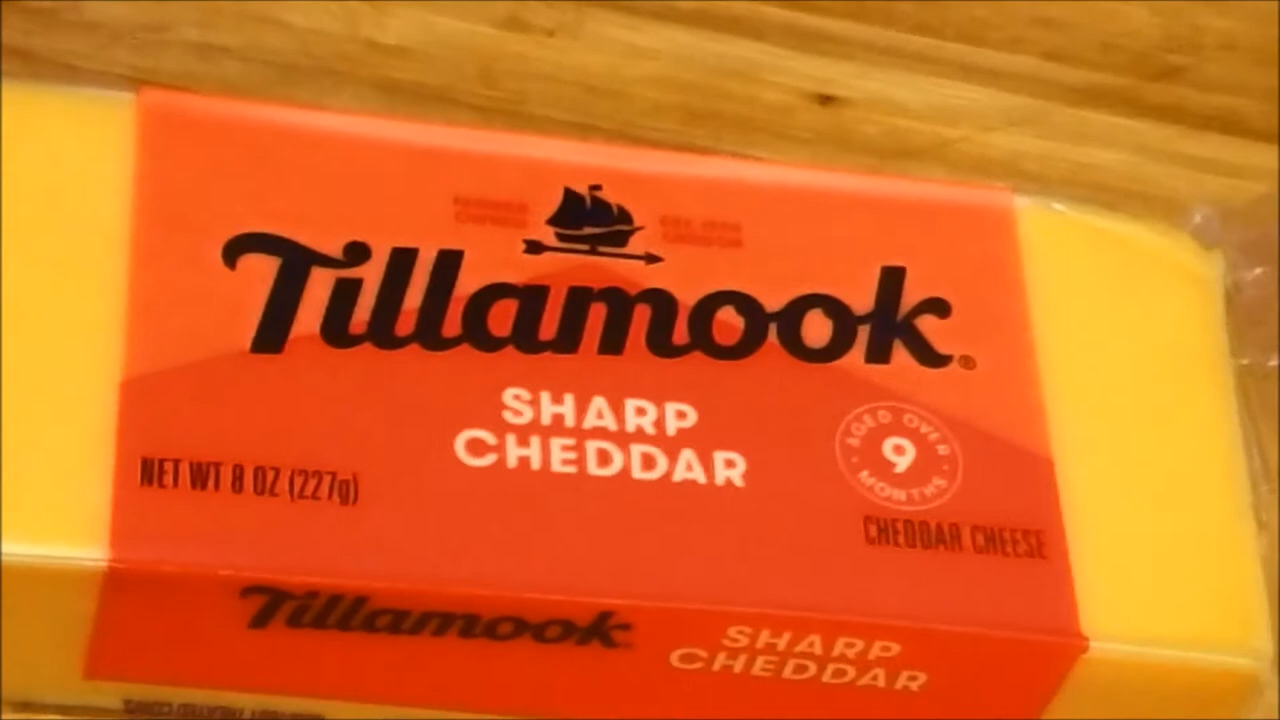 Tillamook®
SHARP
CHEDDAR
AGED OVER
9
MONTHS
NET WT 8 OZ (227g)
CHEDDAR CHEESE
Tillamook
SHARP
CHEDDAR